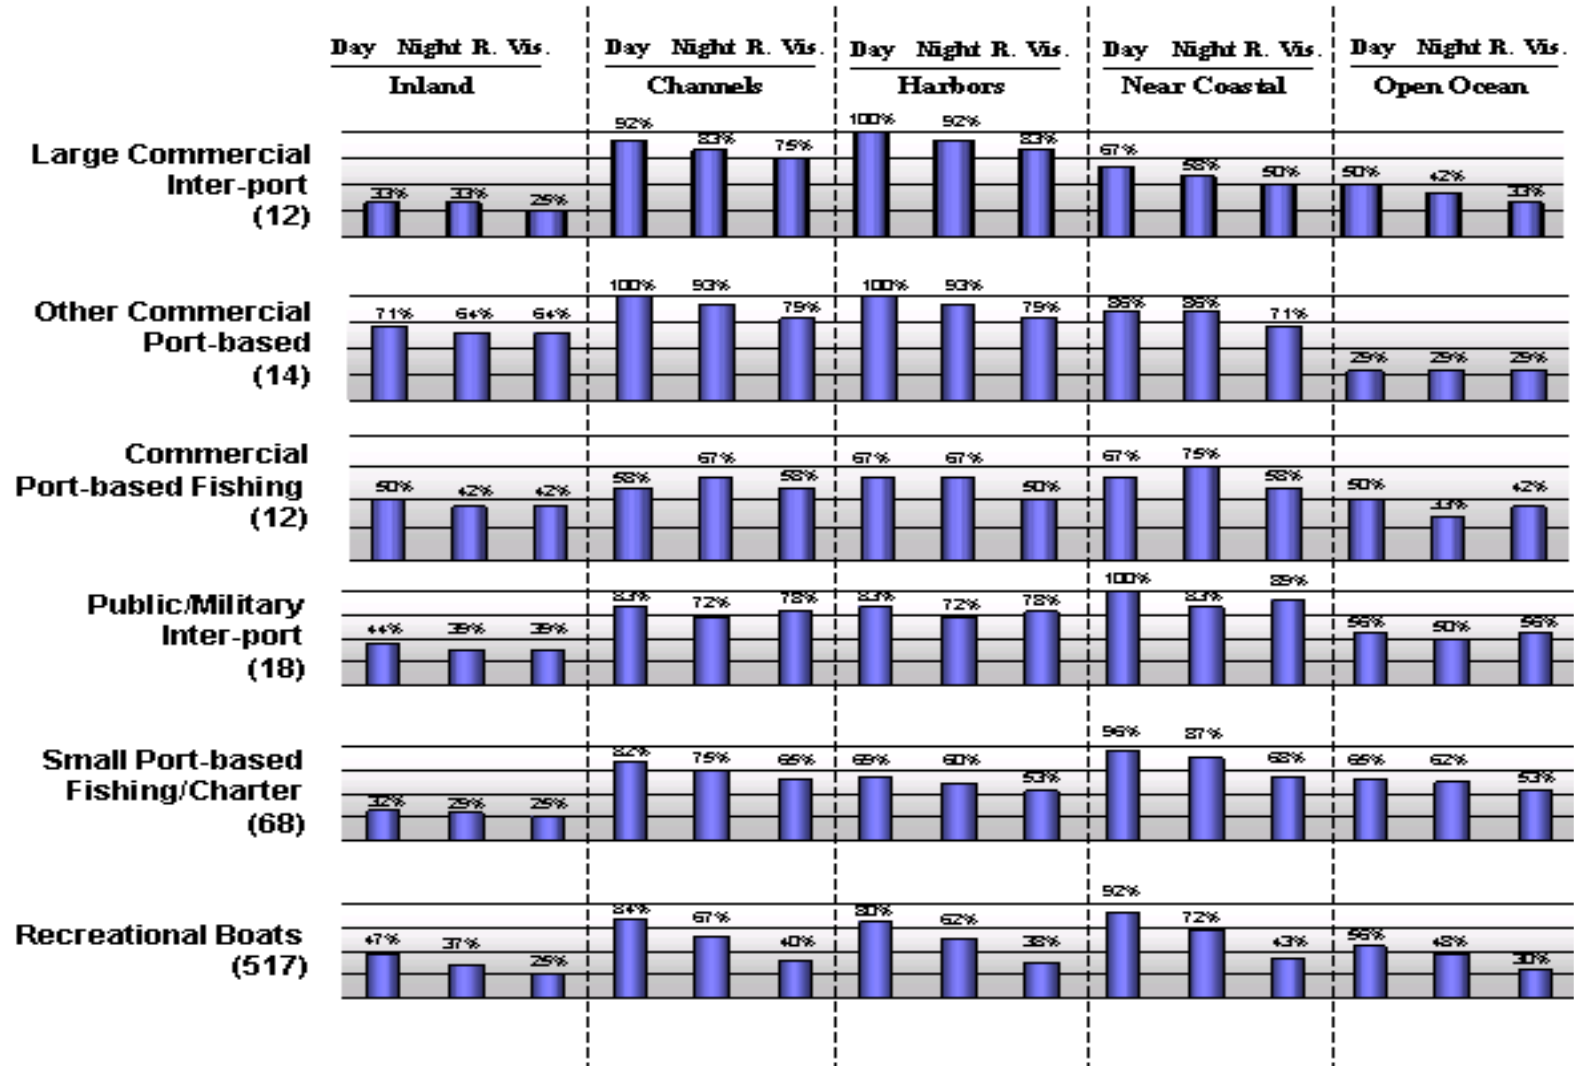 Day Night R. Vis. Day Night R. Vis. Day Night R. Vis. Day Night R. Vis. Day Night R. Vis.
Inland Channels Harbors Near Coastal Open Ocean
Large Commercial
Inter-port
(12)
33% 33% 25% 92% 83% 75% 100% 92% 83% 67% 58% 50% 50% 42% 33%
Other Commercial
Port-based
(14)
71% 64% 64% 100% 93% 79% 100% 93% 79% 86% 86% 71% 29% 29% 29%
Commercial
Port-based Fishing
(12)
50% 42% 42% 58% 67% 58% 67% 67% 50% 67% 75% 58% 50% 33% 42%
Public/Military
Inter-port
(18)
44% 39% 39% 83% 72% 78% 83% 72% 78% 100% 83% 89% 56% 50% 56%
Small Port-based
Fishing/Charter
(68)
32% 29% 25% 82% 75% 65% 69% 60% 53% 96% 87% 68% 65% 62% 53%
Recreational Boats
(517)
47% 37% 25% 84% 67% 40% 80% 62% 38% 92% 72% 43% 56% 48% 30%